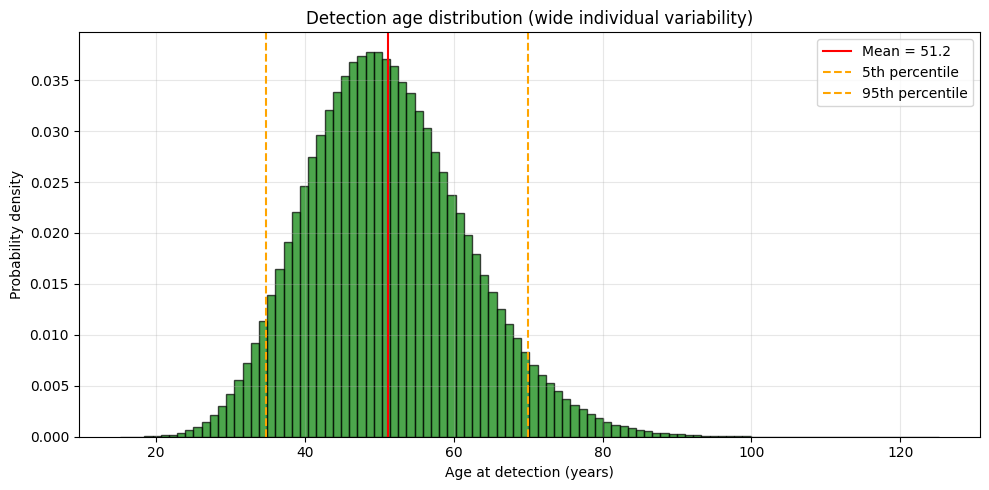 Detection age distribution (wide individual variability)
Mean = 51.2
5th percentile
95th percentile
Probability density
0.035
0.030
0.025
0.020
0.015
0.010
0.005
0.000
20 40 60 80 100 120
Age at detection (years)